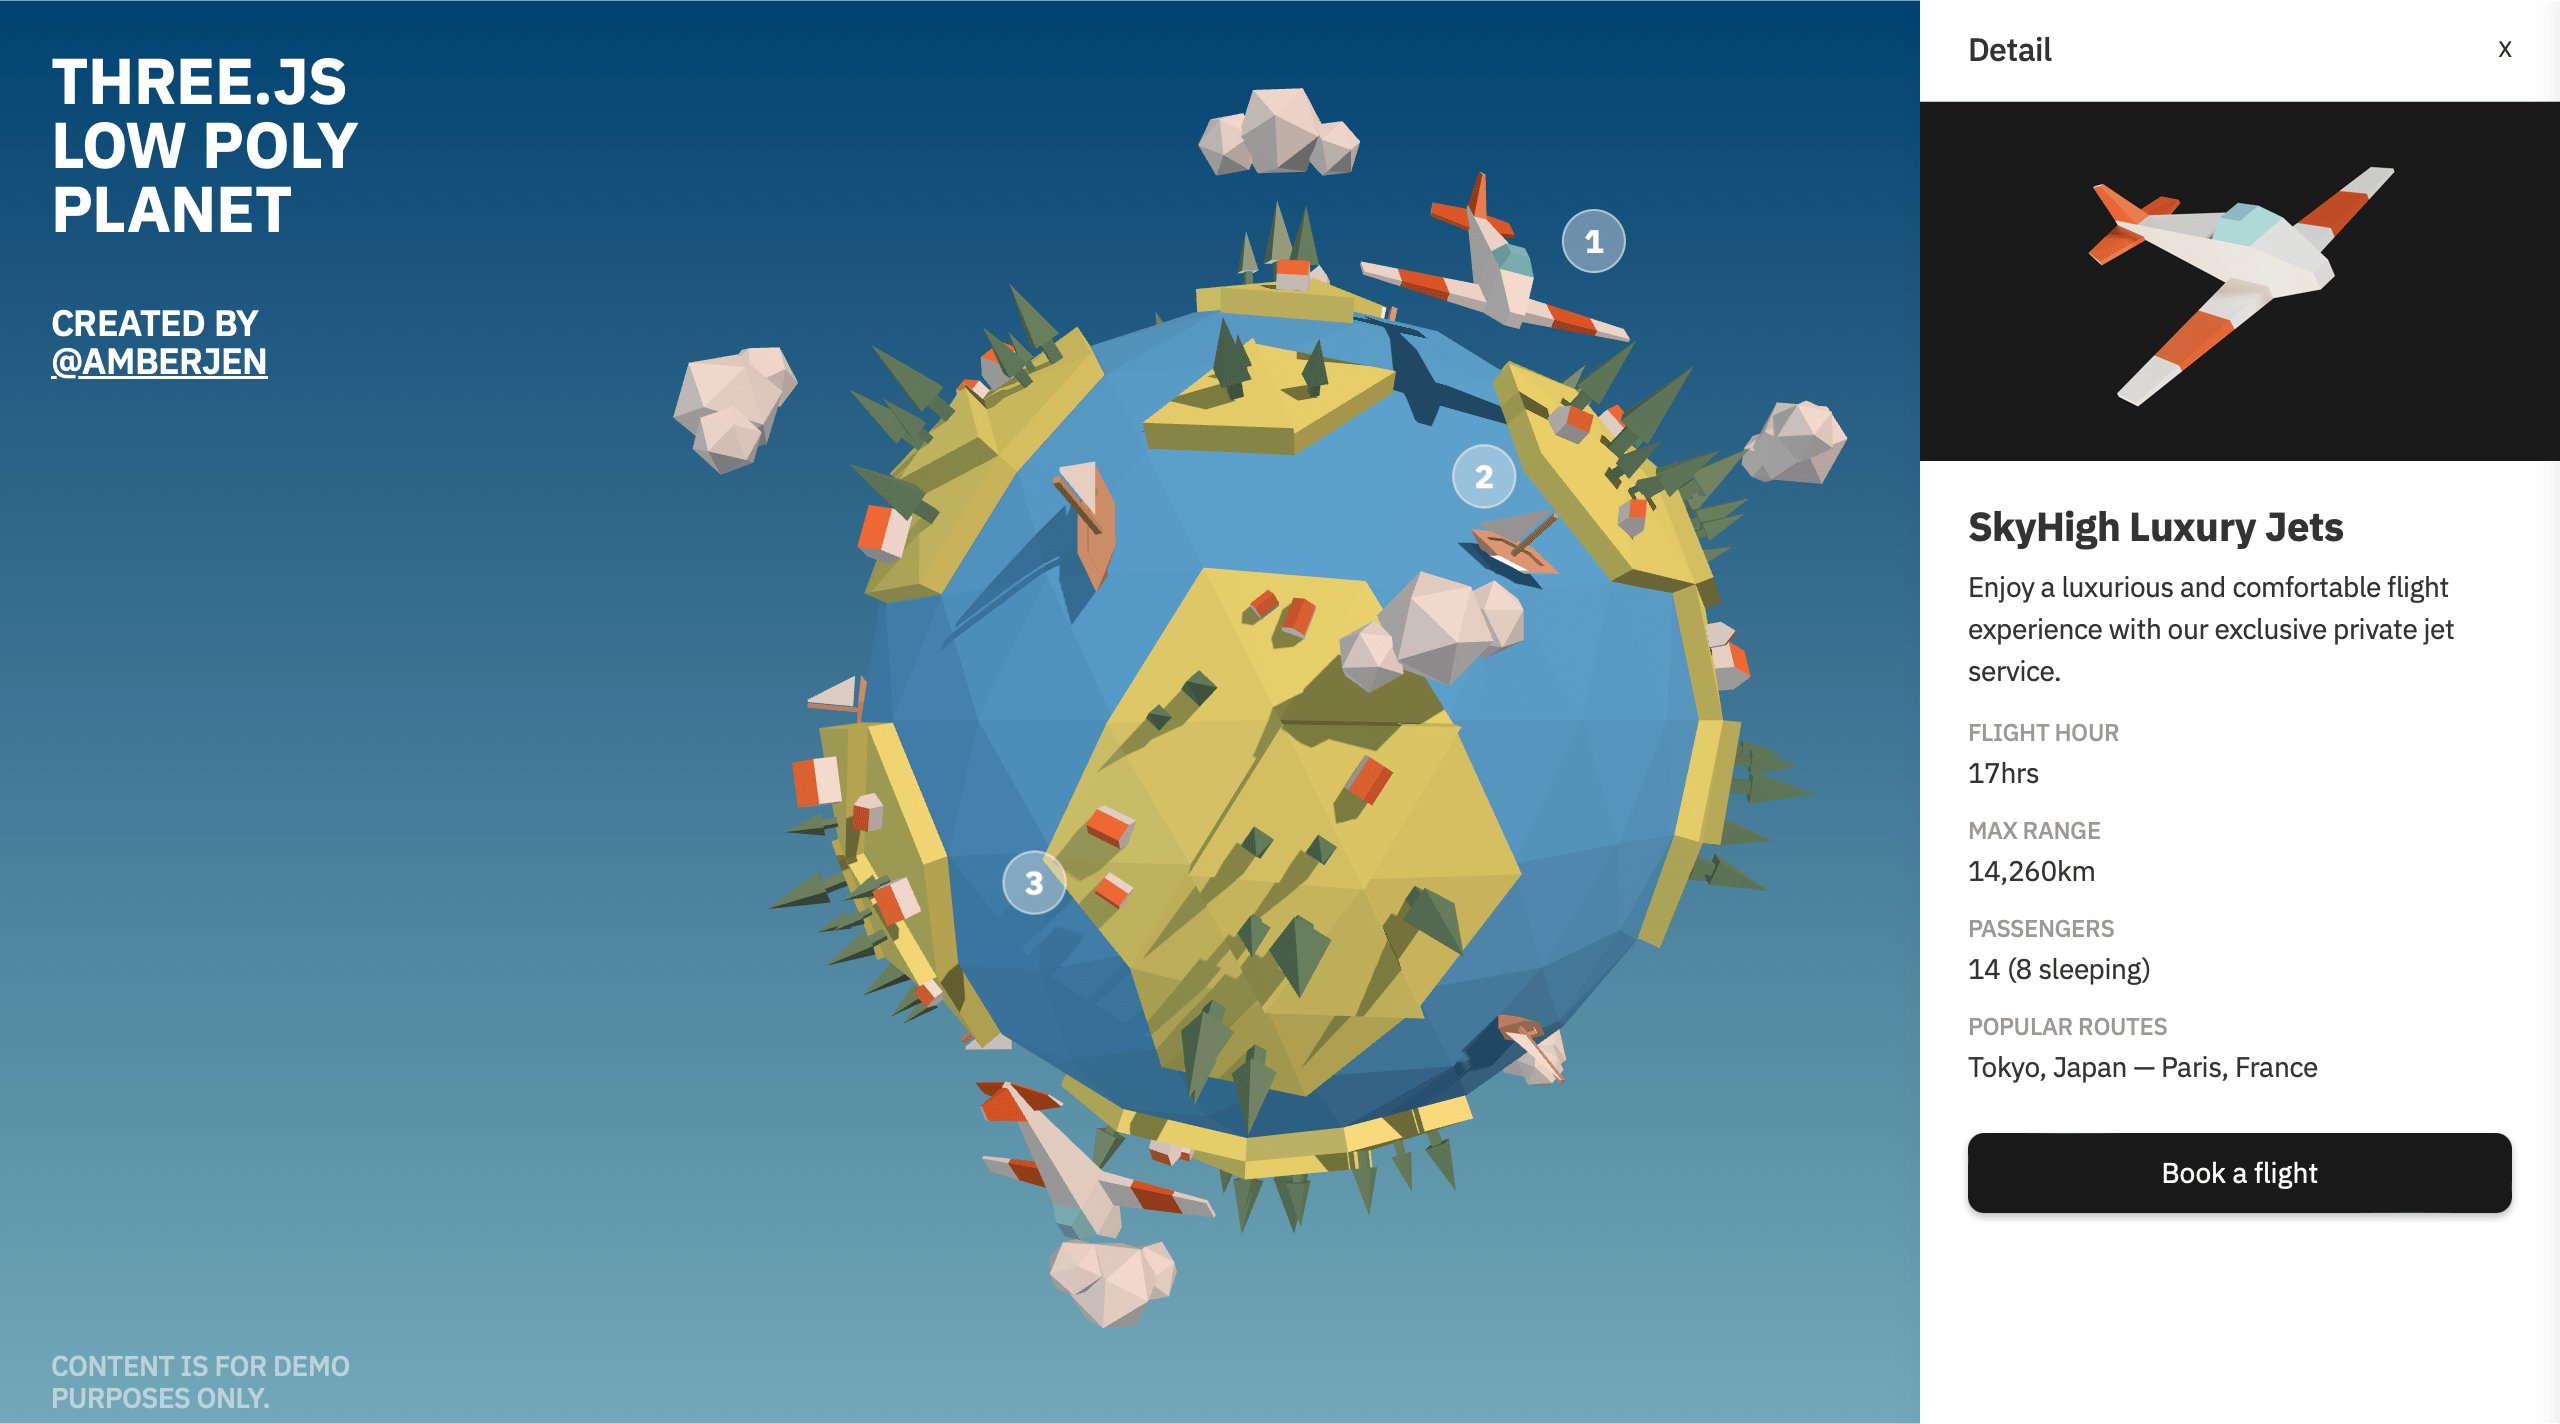 THREE.JS
LOW POLY
PLANET
CREATED BY
@AMBERJEN
1
2
3
CONTENT IS FOR DEMO
PURPOSES ONLY.
Detail
X
SkyHigh Luxury Jets
Enjoy a luxurious and comfortable flight
experience with our exclusive private jet
service.
FLIGHT HOUR
17hrs
MAX RANGE
14,260km
PASSENGERS
14 (8 sleeping)
POPULAR ROUTES
Tokyo, Japan — Paris, France
Book a flight